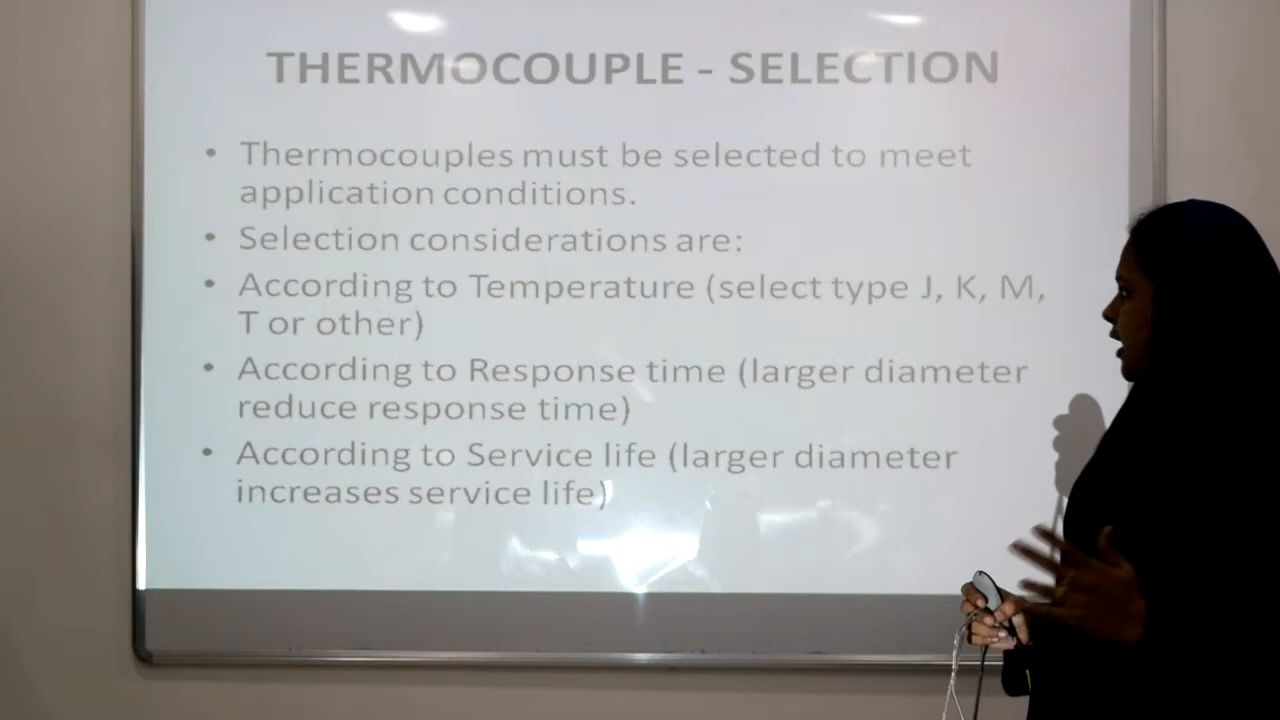 THERMOCOUPLE - SELECTION
• Thermocouples must be selected to meet
application conditions.
• Selection considerations are:
• According to Temperature (select type J, K, M,
T or other)
• According to Response time (larger diameter
reduce response time)
• According to Service life (larger diameter
increases service life)